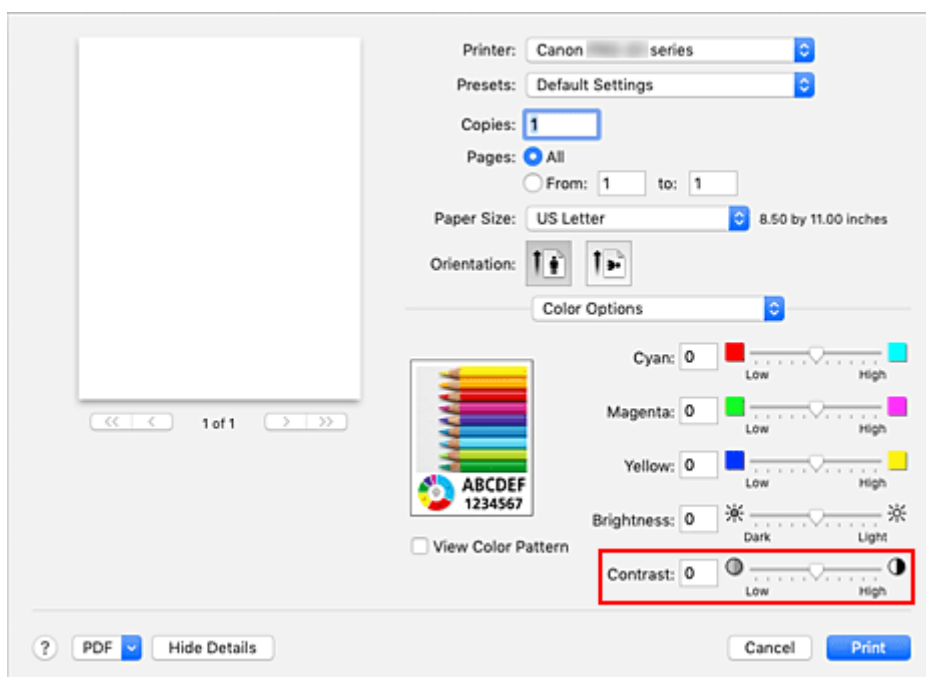 Printer: Canon series
Presets: Default Settings
Copies: 1
Pages: All
From: 1 to: 1
Paper Size: US Letter 8.50 by 11.00 inches
Orientation:
Color Options
Cyan: 0
Low High
Magenta: 0
Low High
Yellow: 0
Low High
Brightness: 0
Dark Light
Contrast: 0
Low High
1 of 1
ABCDEF
1234567
View Color Pattern
? PDF Hide Details Cancel Print